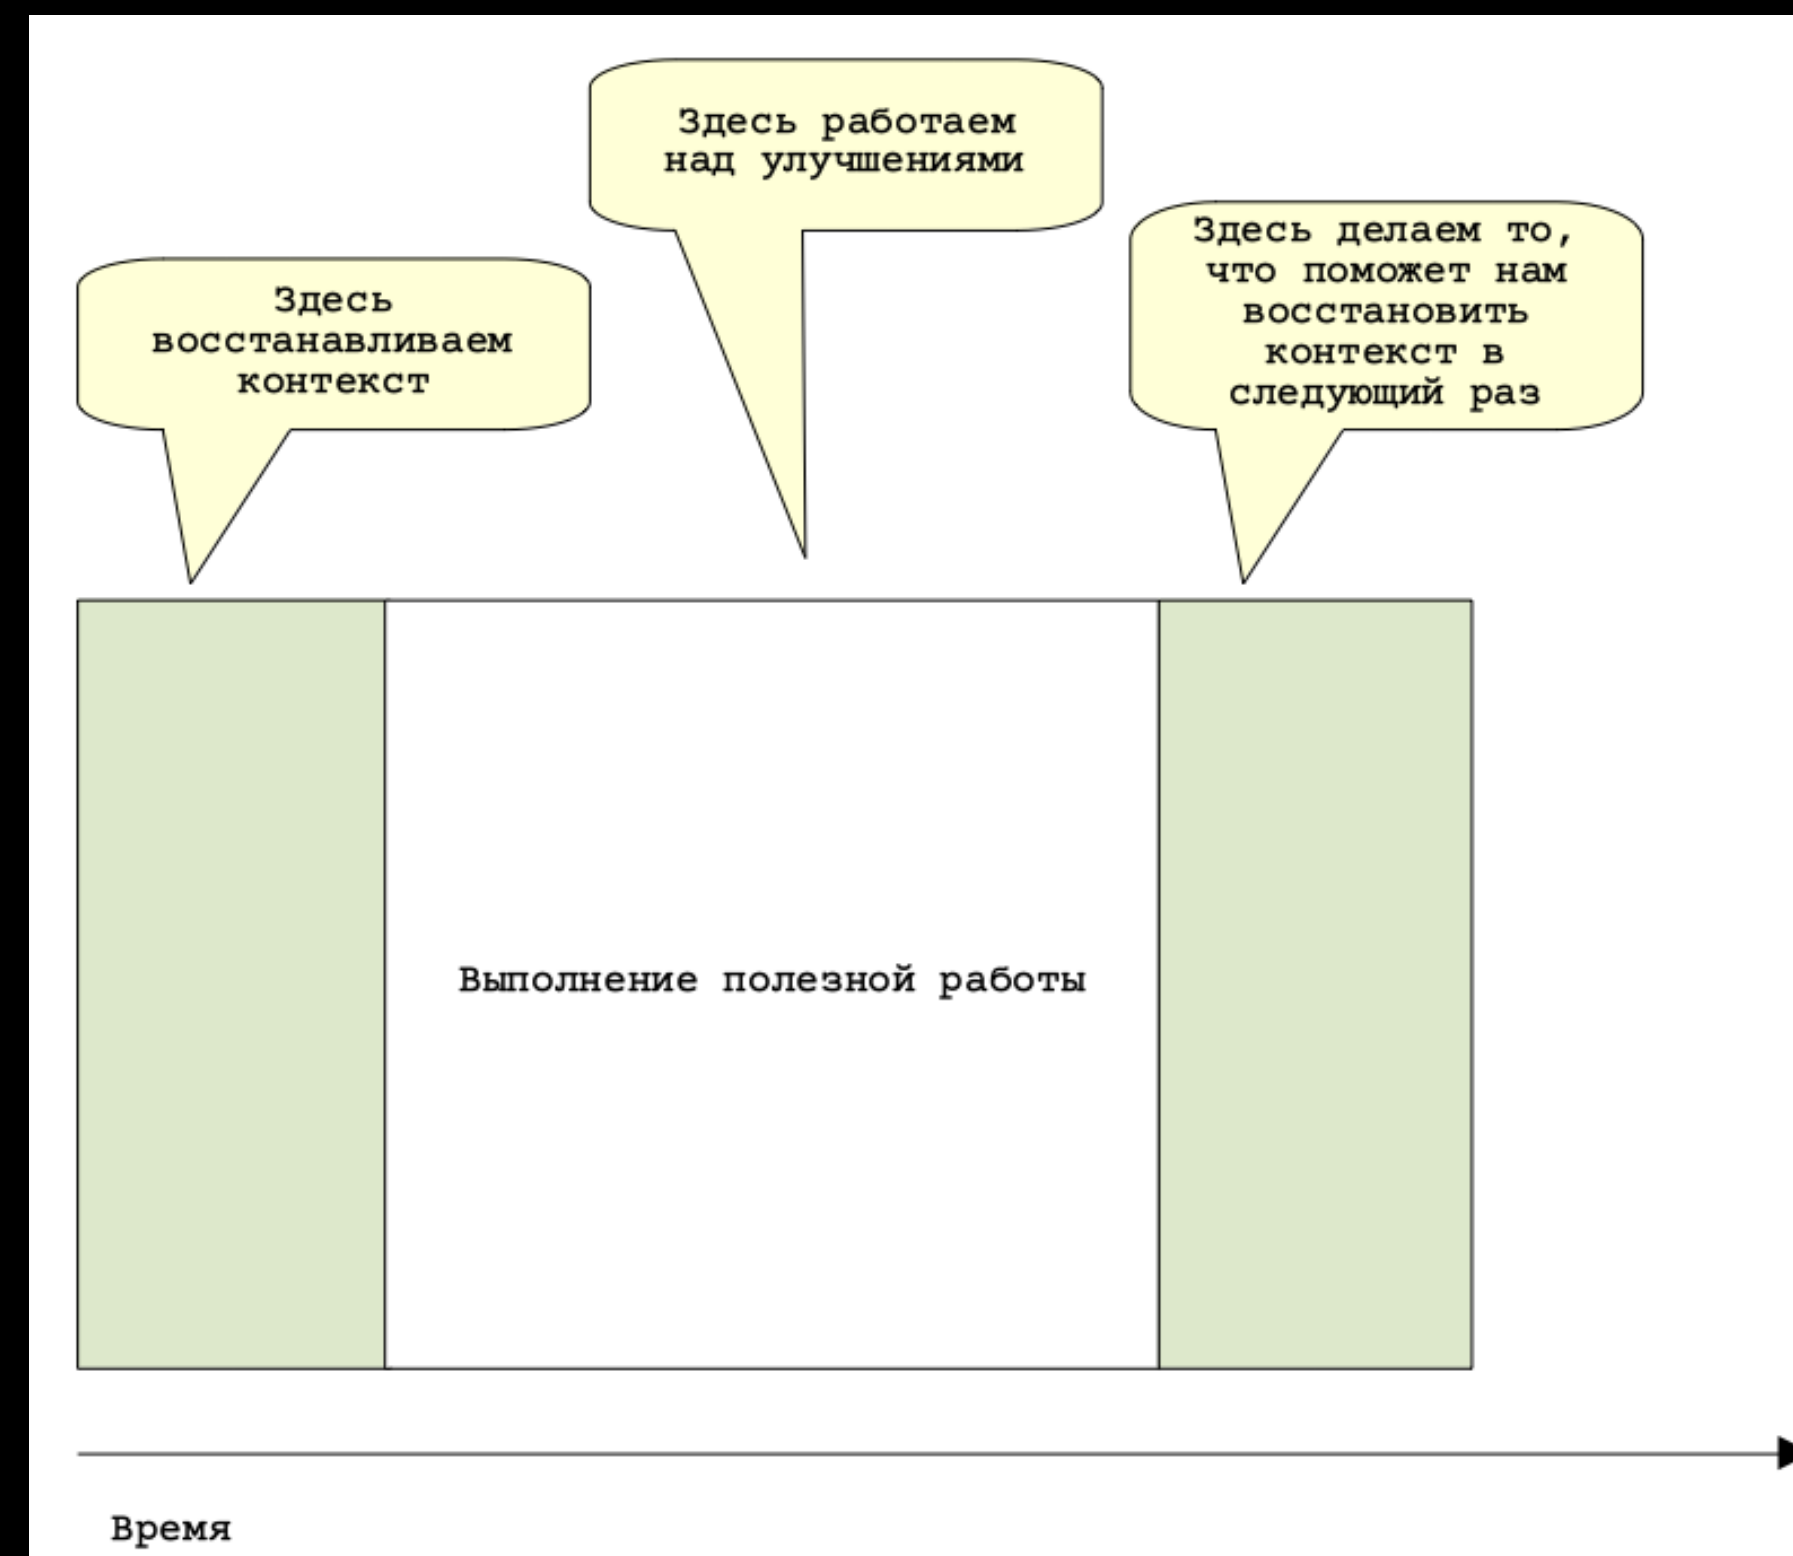 Здесь работаем
над улучшениями
Здесь делаем то,
что поможет нам
восстановить
контекст в
следующий раз
Здесь
восстанавливаем
контекст
Выполнение полезной работы
Время